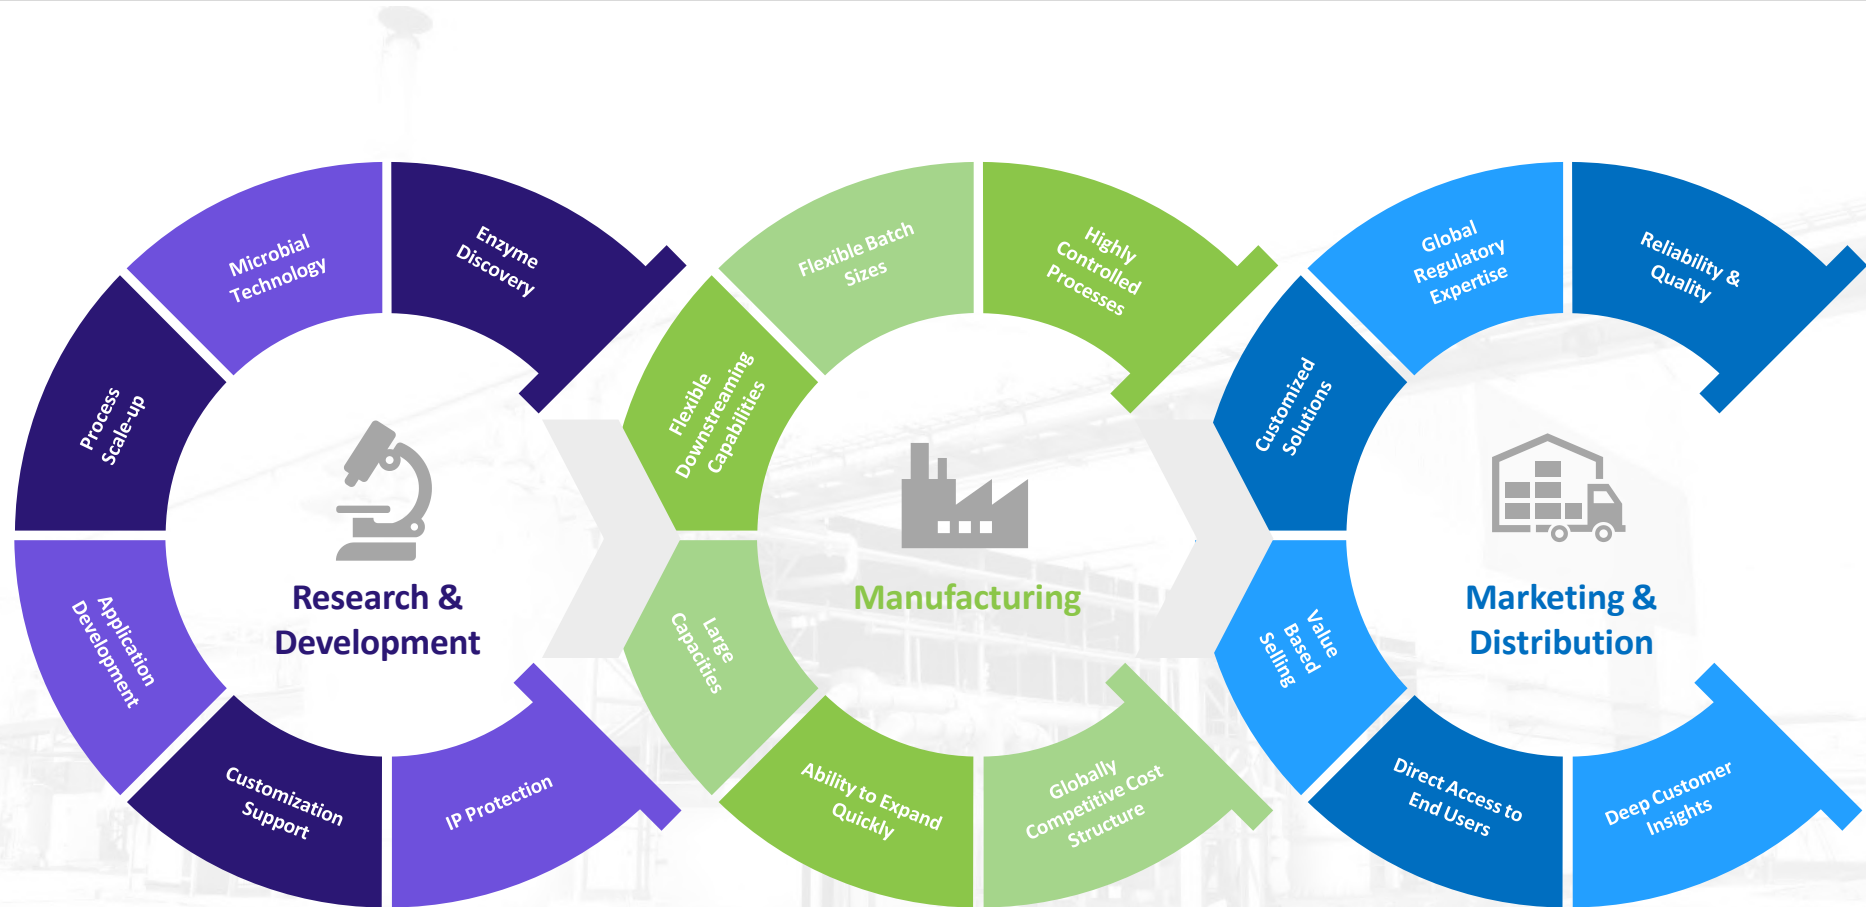 Enzyme
Discovery
Microbial
Technology
Process
Scale-up
Application
Development
Customization
Support
IP Protection
Research &
Development
Highly
Controlled
Processes
Flexible Batch
Sizes
Flexible
Downstreaming
Capabilities
Large
Capacities
Ability to Expand
Quickly
Globally
Competitive Cost
Structure
Manufacturing
Reliability &
Quality
Global
Regulatory
Expertise
Customized
Solutions
Value
Based
Selling
Direct Access to
End Users
Deep Customer
Insights
Marketing &
Distribution